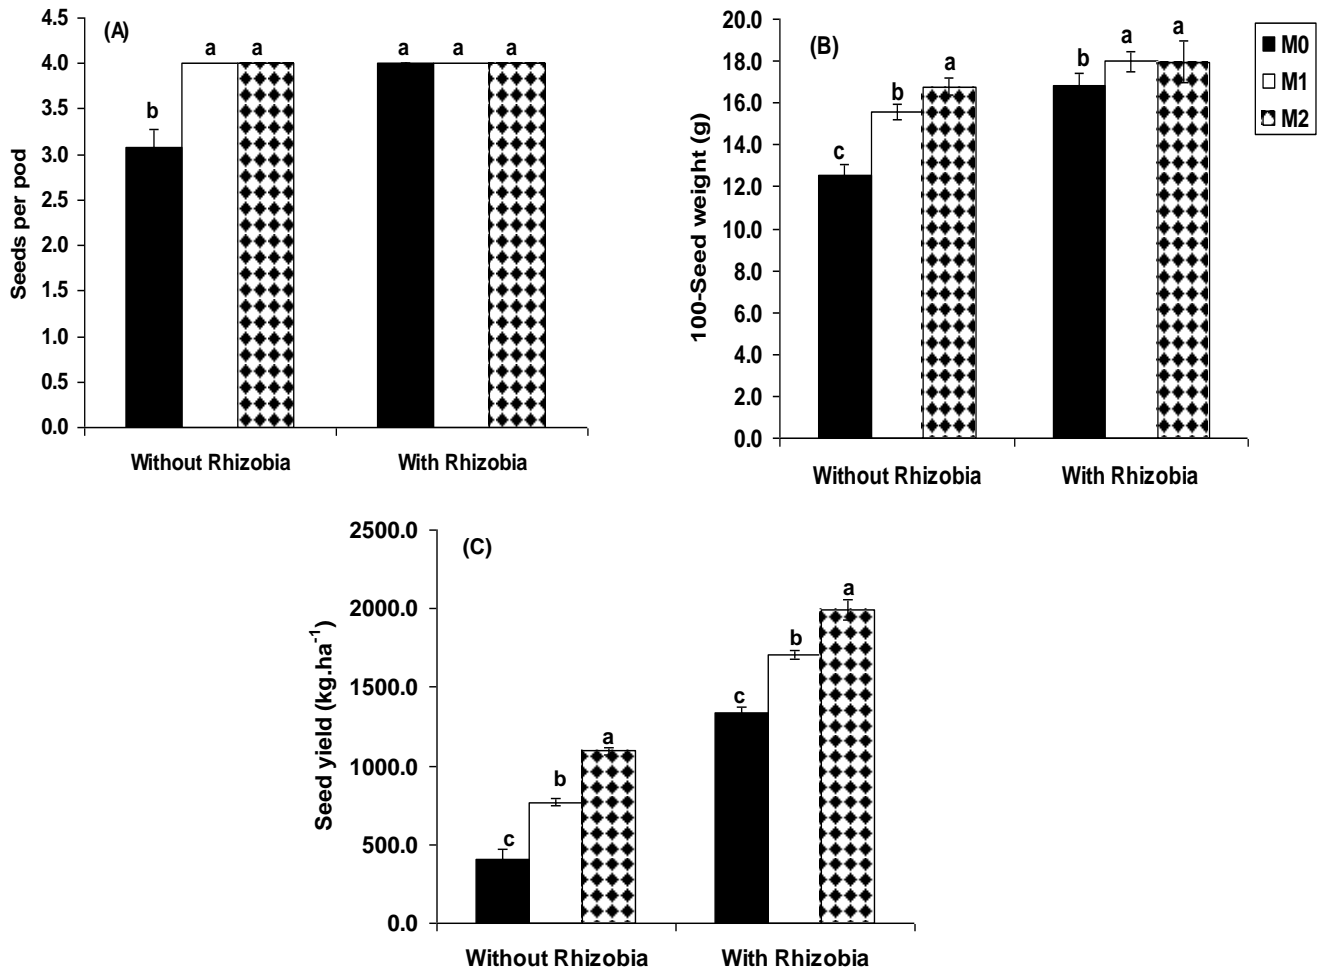 (A)
4.5
4.0
3.5
3.0
2.5
2.0
1.5
1.0
0.5
0.0
Seeds per pod
b
a
a
a
a
a
Without Rhizobia
With Rhizobia
(B)
20.0
18.0
16.0
14.0
12.0
10.0
8.0
6.0
4.0
2.0
0.0
100-Seed weight (g)
c
b
a
b
a
a
Without Rhizobia
With Rhizobia
M0
M1
M2
(C)
2500.0
2000.0
1500.0
1000.0
500.0
0.0
Seed yield (kg.ha⁻¹)
c
b
a
c
b
a
Without Rhizobia
With Rhizobia